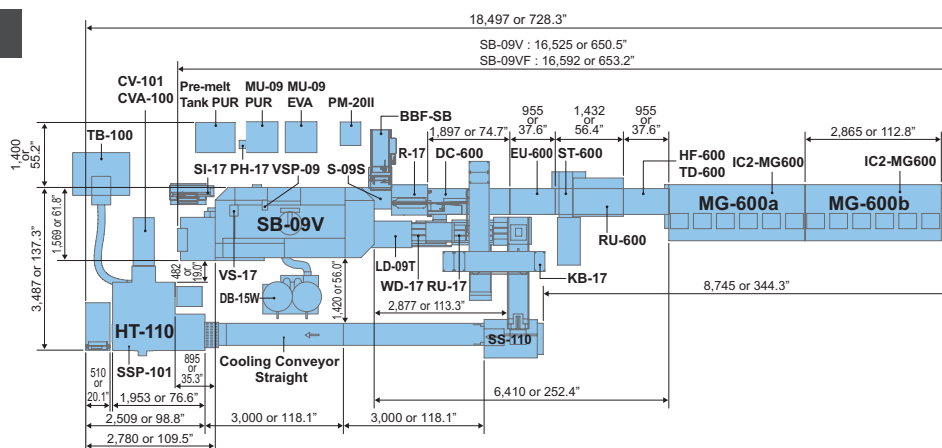 18,497 or 728.3"
SB-09V : 16,525 or 650.5"
SB-09VF : 16,592 or 653.2"
CV-101
CVA-100
Pre-melt
Tank PUR
MU-09
PUR
MU-09
EVA
PM-20II
BBF-SB
1,897 or 74.7"
955
or
37.6"
1,432
or
56.4"
955
or
37.6"
2,865 or 112.8"
1,400
or
55.2"
TB-100
SI-17
PH-17
VSP-09
S-09S
R-17
DC-600
EU-600
ST-600
HF-600
TD-600
IC2-MG600
IC2-MG600
MG-600a
MG-600b
3,487 or 137.3"
1,569 or 61.8"
SB-09V
RU-600
482
or
19.0"
VS-17
LD-09T
WD-17
RU-17
KB-17
DB-15W
1,420 or 56.0"
2,877 or 113.3"
8,745 or 344.3"
HT-110
SS-110
SSP-101
Cooling Conveyor
Straight
895
or
35.3"
510
or
20.1"
1,953 or 76.6"
6,410 or 252.4"
2,509 or 98.8"
3,000 or 118.1"
3,000 or 118.1"
2,780 or 109.5"